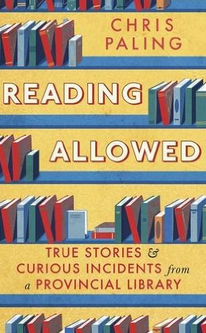 CHRIS
PALING
READING
ALLOWED
TRUE STORIES &
CURIOUS INCIDENTS from
a PROVINCIAL LIBRARY